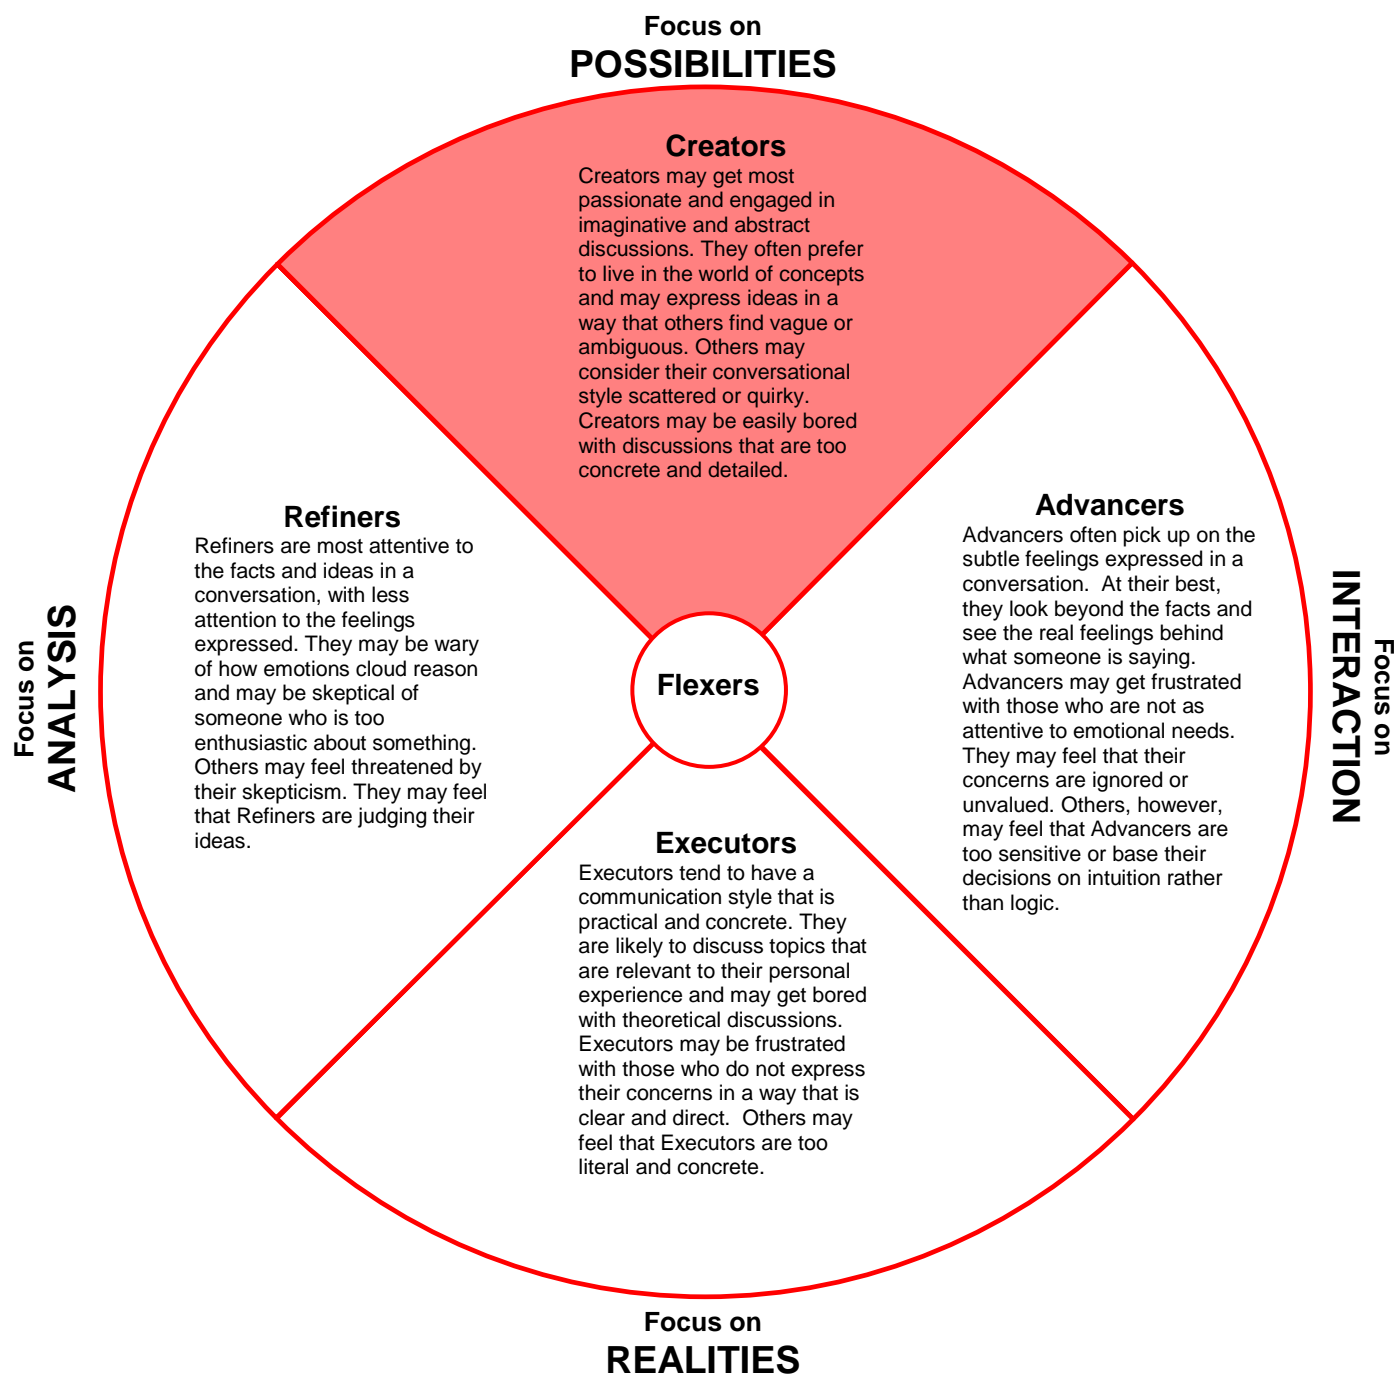 Focus on
POSSIBILITIES
Creators
Creators may get most
passionate and engaged in
imaginative and abstract
discussions. They often prefer
to live in the world of concepts
and may express ideas in a
way that others find vague or
ambiguous. Others may
consider their conversational
style scattered or quirky.
Creators may be easily bored
with discussions that are too
concrete and detailed.
Focus on
ANALYSIS
Refiners
Refiners are most attentive to
the facts and ideas in a
conversation, with less
attention to the feelings
expressed. They may be wary
of how emotions cloud reason
and may be skeptical of
someone who is too
enthusiastic about something.
Others may feel threatened by
their skepticism. They may feel
that Refiners are judging their
ideas.
Flexers
Advancers
Advancers often pick up on the
subtle feelings expressed in a
conversation.  At their best,
they look beyond the facts and
see the real feelings behind
what someone is saying.
Advancers may get frustrated
with those who are not as
attentive to emotional needs.
They may feel that their
concerns are ignored or
unvalued. Others, however,
may feel that Advancers are
too sensitive or base their
decisions on intuition rather
than logic.
Focus on
INTERACTION
Executors
Executors tend to have a
communication style that is
practical and concrete. They
are likely to discuss topics that
are relevant to their personal
experience and may get bored
with theoretical discussions.
Executors may be frustrated
with those who do not express
their concerns in a way that is
clear and direct.  Others may
feel that Executors are too
literal and concrete.
Focus on
REALITIES